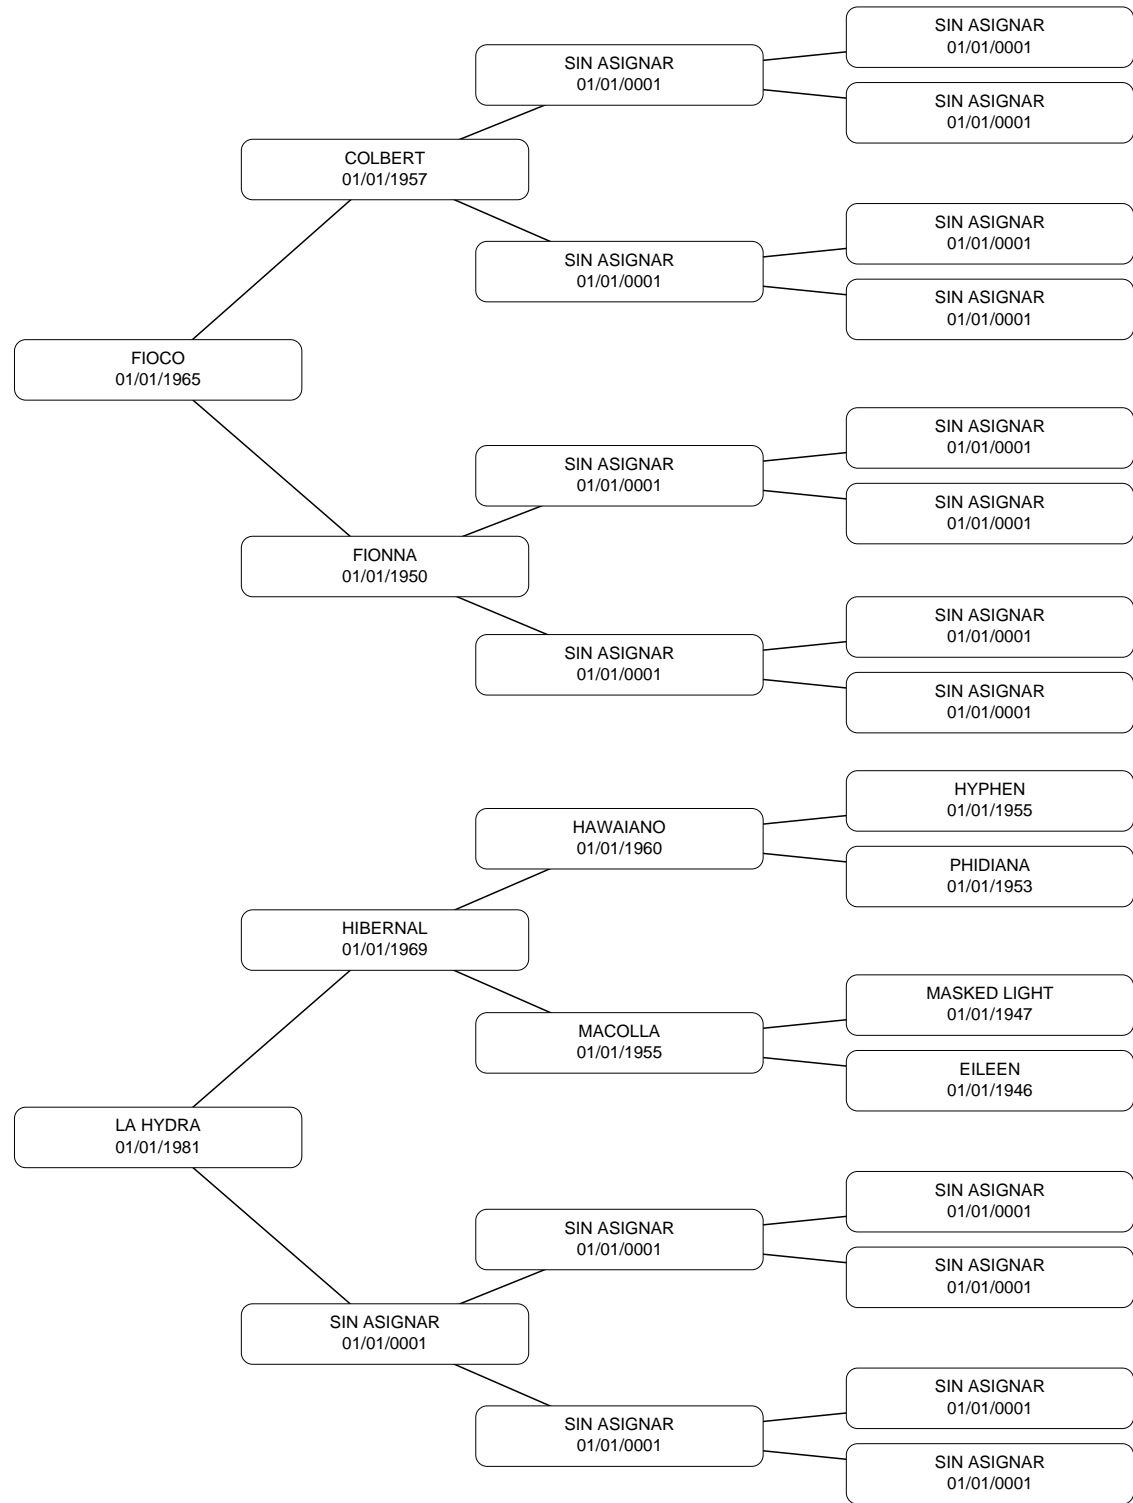 SIN ASIGNAR
01/01/0001
SIN ASIGNAR
01/01/0001
SIN ASIGNAR
01/01/0001
COLBERT
01/01/1957
SIN ASIGNAR
01/01/0001
SIN ASIGNAR
01/01/0001
SIN ASIGNAR
01/01/0001
FIOCO
01/01/1965
SIN ASIGNAR
01/01/0001
SIN ASIGNAR
01/01/0001
SIN ASIGNAR
01/01/0001
FIONNA
01/01/1950
SIN ASIGNAR
01/01/0001
SIN ASIGNAR
01/01/0001
SIN ASIGNAR
01/01/0001
HYPHEN
01/01/1955
HAWAIANO
01/01/1960
PHIDIANA
01/01/1953
HIBERNAL
01/01/1969
MASKED LIGHT
01/01/1947
MACOLLA
01/01/1955
EILEEN
01/01/1946
LA HYDRA
01/01/1981
SIN ASIGNAR
01/01/0001
SIN ASIGNAR
01/01/0001
SIN ASIGNAR
01/01/0001
SIN ASIGNAR
01/01/0001
SIN ASIGNAR
01/01/0001
SIN ASIGNAR
01/01/0001
SIN ASIGNAR
01/01/0001